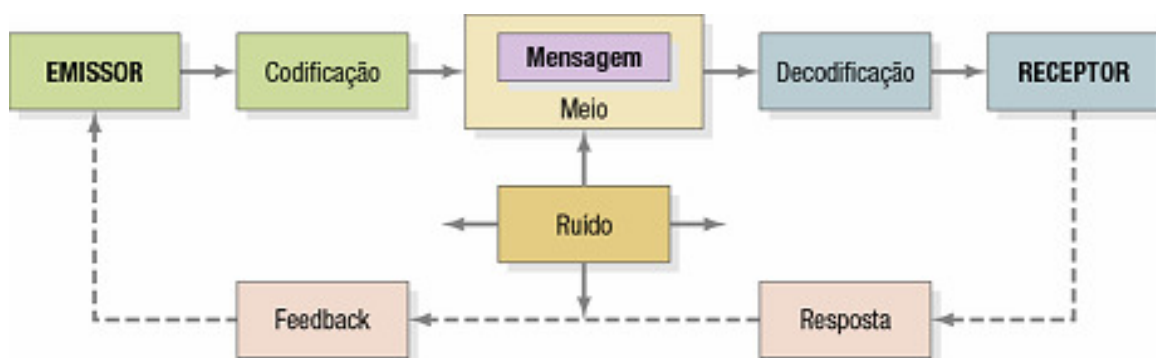 EMISSOR
Codificação
Mensagem
Meio
Decodificação
RECEPTOR
Ruído
Feedback
Resposta